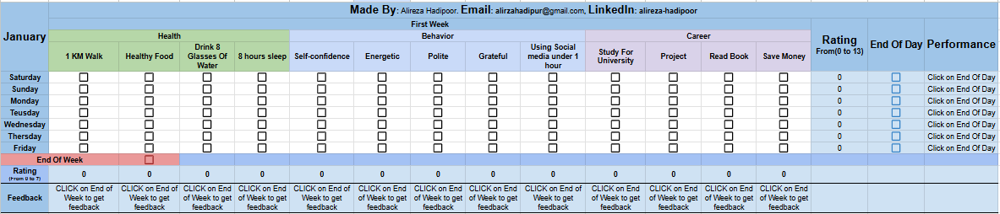 Made By: Alireza Hadipoor. Email: alirzahadipur@gmail.com, LinkedIn: alireza-hadipoor
January
First Week
Rating
From(0 to 13)
End Of Day
Performance
Health
Behavior
Career
1 KM Walk
Healthy Food
Drink 8
Glasses Of
Water
8 hours sleep
Self-confidence
Energetic
Polite
Grateful
Using Social
media under 1
hour
Study For
University
Project
Read Book
Save Money
Saturday 0 Click on End Of Day
Sunday 0 Click on End Of Day
Monday 0 Click on End Of Day
Teusday 0 Click on End Of Day
Wednesday 0 Click on End Of Day
Thersday 0 Click on End Of Day
Friday 0 Click on End Of Day
End Of Week
Rating
(From 0 to 7)
0 0 0 0 0 0 0 0 0 0 0 0 0
Feedback
CLICK on End of
Week to get
feedback
CLICK on End of
Week to get
feedback
CLICK on End
of Week to get
feedback
CLICK on End
of Week to get
feedback
CLICK on End of
Week to get
feedback
CLICK on End
of Week to get
feedback
CLICK on End
of Week to get
feedback
CLICK on End
of Week to get
feedback
CLICK on End of
Week to get
feedback
CLICK on End
of Week to get
feedback
CLICK on End
of Week to get
feedback
CLICK on End
of Week to get
feedback
CLICK on End
of Week to get
feedback